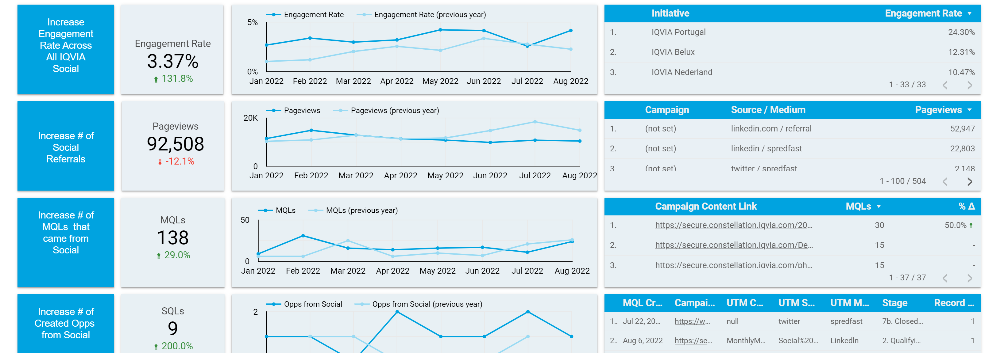 Increase
Engagement
Rate Across
All IQVIA
Social
Engagement Rate
3.37%
131.8%
Engagement Rate
Engagement Rate (previous year)
5%
0%
Jan 2022 Feb 2022 Mar 2022 Apr 2022 May 2022 Jun 2022 Jul 2022 Aug 2022
Initiative Engagement Rate
1. IQVIA Portugal 24.30%
2. IQVIA Belux 12.31%
3. IQVIA Nederland 10.47%
1 - 33 / 33
Increase # of
Social
Referrals
Pageviews
92,508
-12.1%
Pageviews
Pageviews (previous year)
20K
0
Jan 2022 Feb 2022 Mar 2022 Apr 2022 May 2022 Jun 2022 Jul 2022 Aug 2022
Campaign Source / Medium Pageviews
1. (not set) linkedin.com / referral 52,947
2. (not set) linkedin / spredfast 22,803
3. (not set) twitter / spredfast 2,148
1 - 100 / 504
Increase # of
MQLs that
came from
Social
MQLs
138
29.0%
MQLs
MQLs (previous year)
50
0
Jan 2022 Feb 2022 Mar 2022 Apr 2022 May 2022 Jun 2022 Jul 2022 Aug 2022
Campaign Content Link MQLs % Δ
1. https://secure.constellation.iqvia.com/20... 30 50.0%
2. https://secure.constellation.iqvia.com/De... 15 -
3. https://secure.constellation.iqvia.com/ph... 15 -
1 - 37 / 37
Increase # of
Created Opps
from Social
SQLs
9
200.0%
Opps from Social
Opps from Social (previous year)
2
MQL Cr... Campai... UTM C... UTM S... UTM M... Stage Record ...
1.. Jul 22, 20... https://w... null twitter spredfast 7b. Closed... 1
2.. Aug 6, 2022 https://se... MonthlyM... Social%20... LinkedIn 2. Qualifyi... 1